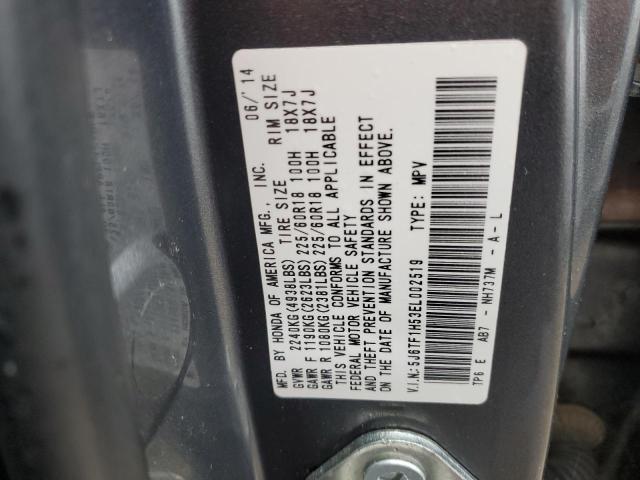 MFD. BY HONDA OF AMERICA MFG., INC. 06/'14
TIRE SIZE RIM SIZE
GVWR 2240KG(4938LBS)
GAWR F 1190KG(2623LBS) 225/60R18 100H 18X7J
GAWR R 1080KG(2381LBS) 225/60R18 100H 18X7J
THIS VEHICLE CONFORMS TO ALL APPLICABLE
FEDERAL MOTOR VEHICLE SAFETY
AND THEFT PREVENTION STANDARDS IN EFFECT
ON THE DATE OF MANUFACTURE SHOWN ABOVE.
V.I.N.: 5J6TF1H53EL002519 TYPE: MPV
TP6 E AB7 - NH737M - A - L